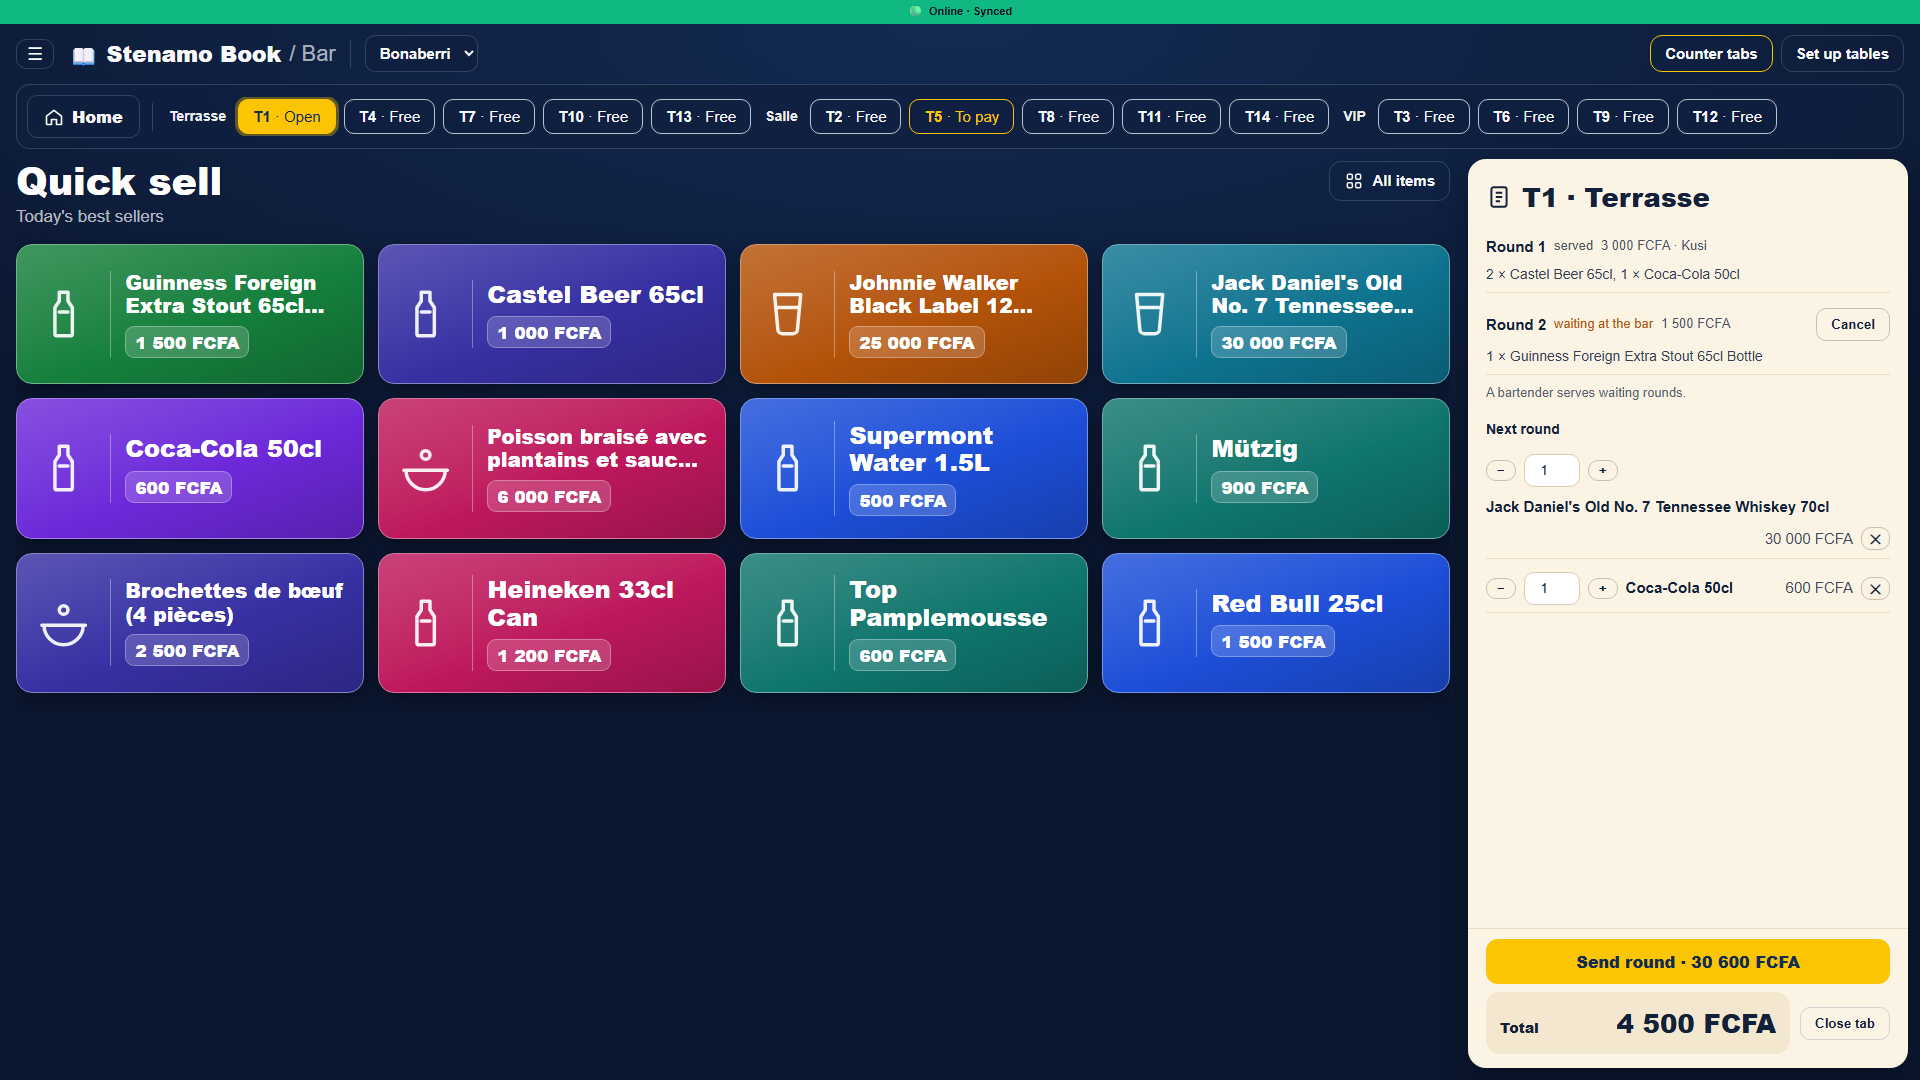 Online · Synced
Stenamo Book / Bar
Bonaberri
Counter tabs
Set up tables
Home
Terrasse
T1 · Open
T4 · Free
T7 · Free
T10 · Free
T13 · Free
Salle
T2 · Free
T5 · To pay
T8 · Free
T11 · Free
T14 · Free
VIP
T3 · Free
T6 · Free
T9 · Free
T12 · Free
Quick sell
Today's best sellers
All items
Guinness Foreign
Extra Stout 65cl...
1 500 FCFA
Castel Beer 65cl
1 000 FCFA
Johnnie Walker
Black Label 12...
25 000 FCFA
Jack Daniel's Old
No. 7 Tennessee...
30 000 FCFA
Coca-Cola 50cl
600 FCFA
Poisson braisé avec
plantains et sauc...
6 000 FCFA
Supermont
Water 1.5L
500 FCFA
Mützig
900 FCFA
Brochettes de bœuf
(4 pièces)
2 500 FCFA
Heineken 33cl
Can
1 200 FCFA
Top
Pamplemousse
600 FCFA
Red Bull 25cl
1 500 FCFA
T1 · Terrasse
Round 1 served 3 000 FCFA · Kusi
2 × Castel Beer 65cl, 1 × Coca-Cola 50cl
Round 2 waiting at the bar 1 500 FCFA
Cancel
1 × Guinness Foreign Extra Stout 65cl Bottle
A bartender serves waiting rounds.
Next round
− 1 +
Jack Daniel's Old No. 7 Tennessee Whiskey 70cl
30 000 FCFA ×
− 1 + Coca-Cola 50cl 600 FCFA ×
Send round · 30 600 FCFA
Total 4 500 FCFA
Close tab